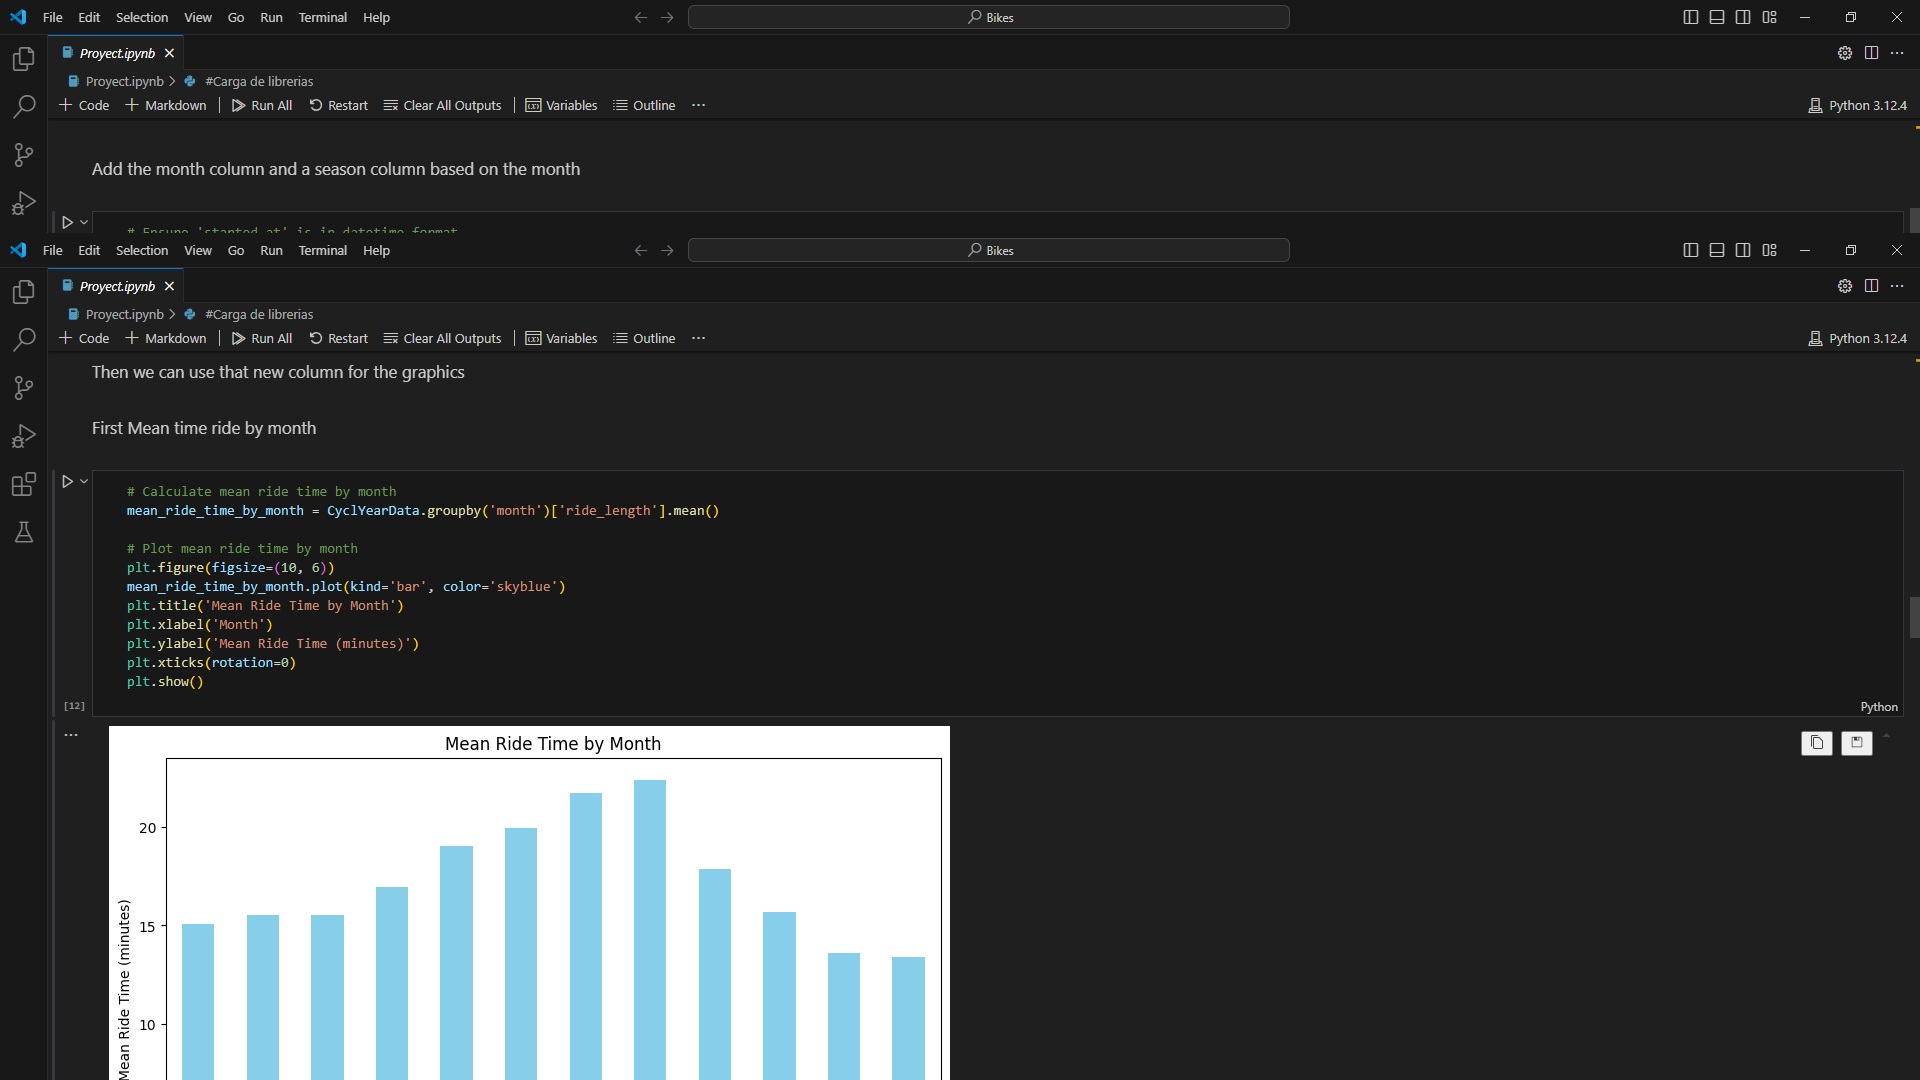 File Edit Selection View Go Run Terminal Help
Bikes
Proyect.ipynb
Proyect.ipynb > #Carga de librerias
+ Code + Markdown | Run All Restart Clear All Outputs | Variables Outline ...
Python 3.12.4
Add the month column and a season column based on the month
# Ensure 'started_at' is in datetime format
File Edit Selection View Go Run Terminal Help
Bikes
Proyect.ipynb
Proyect.ipynb > #Carga de librerias
+ Code + Markdown | Run All Restart Clear All Outputs | Variables Outline ...
Python 3.12.4
Then we can use that new column for the graphics
First Mean time ride by month
# Calculate mean ride time by month
mean_ride_time_by_month = CyclYearData.groupby('month')['ride_length'].mean()
# Plot mean ride time by month
plt.figure(figsize=(10, 6))
mean_ride_time_by_month.plot(kind='bar', color='skyblue')
plt.title('Mean Ride Time by Month')
plt.xlabel('Month')
plt.ylabel('Mean Ride Time (minutes)')
plt.xticks(rotation=0)
plt.show()
[12]
Python
Mean Ride Time by Month
20
15
10
Mean Ride Time (minutes)